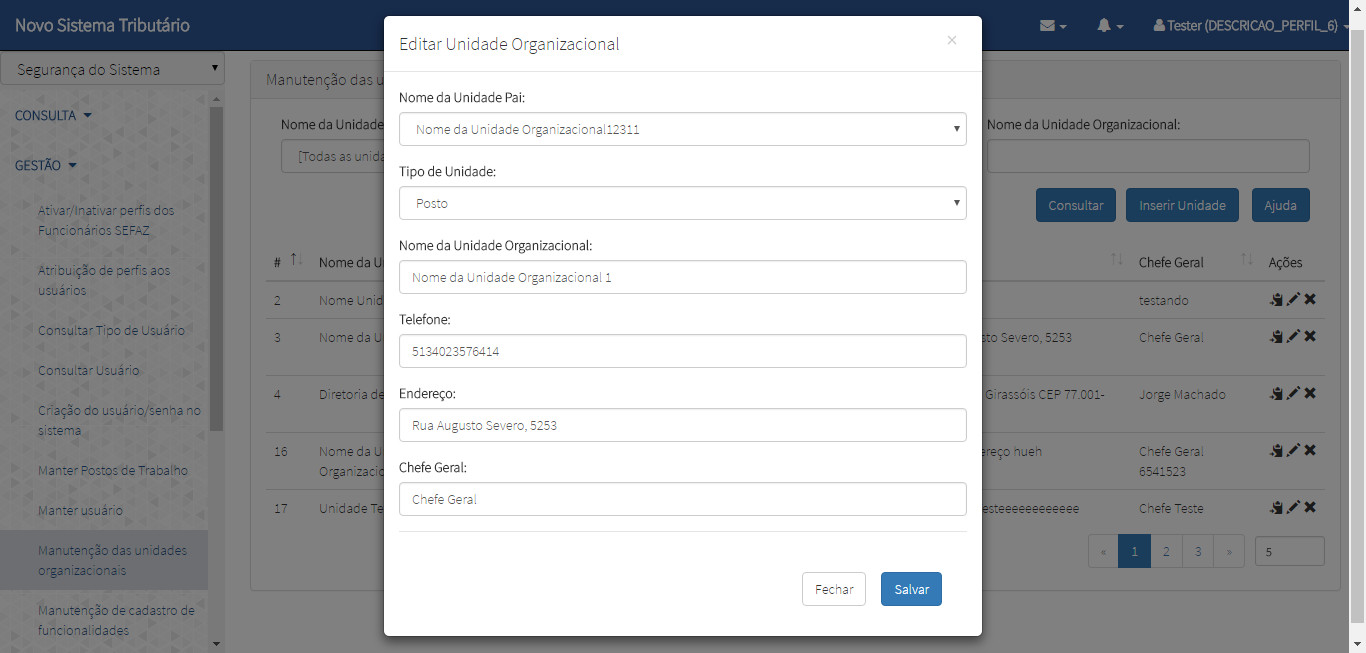 Novo Sistema Tributário
Tester (DESCRICAO_PERFIL_6)
Segurança do Sistema
CONSULTA
GESTÃO
Ativar/Inativar perfis dos
Funcionários SEFAZ
Atribuição de perfis aos
usuários
Consultar Tipo de Usuário
Consultar Usuário
Criação do usuário/senha no
sistema
Manter Postos de Trabalho
Manter usuário
Manutenção das unidades
organizacionais
Manutenção de cadastro de
funcionalidades
Manutenção das u
Nome da Unidade
[Todas as unida
Nome da Unidade Organizacional:
Consultar
Inserir Unidade
Ajuda
# Nome da U Chefe Geral Ações
2 Nome Unid testando
3 Nome da U sto Severo, 5253 Chefe Geral
4 Diretoria de Girassóis CEP 77.001- Jorge Machado
16 Nome da U ereço hueh Chefe Geral
Organizacio 6541523
17 Unidade Te esteeeeeeeeeeee Chefe Teste
« 1 2 3 » 5
Editar Unidade Organizacional ×
Nome da Unidade Pai:
Nome da Unidade Organizacional12311
Tipo de Unidade:
Posto
Nome da Unidade Organizacional:
Nome da Unidade Organizacional 1
Telefone:
5134023576414
Endereço:
Rua Augusto Severo, 5253
Chefe Geral:
Chefe Geral
Fechar
Salvar